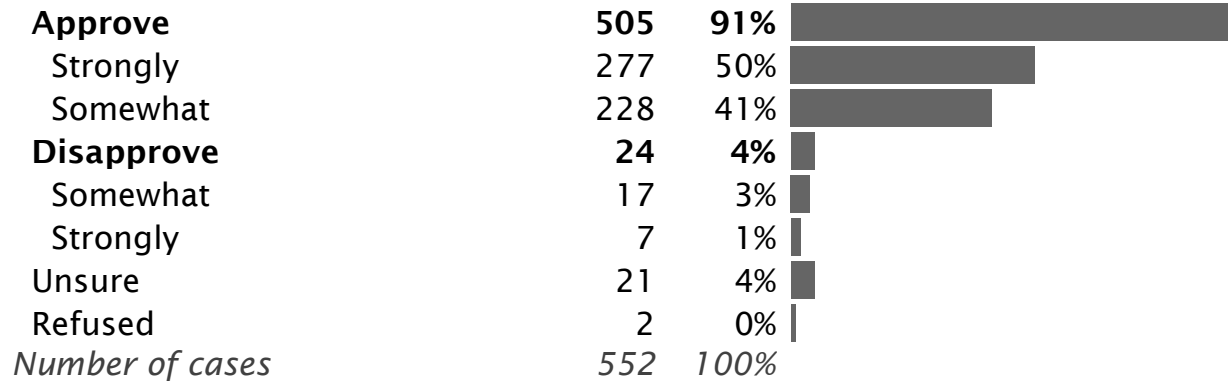 Approve 505 91%
Strongly 277 50%
Somewhat 228 41%
Disapprove 24 4%
Somewhat 17 3%
Strongly 7 1%
Unsure 21 4%
Refused 2 0%
Number of cases 552 100%